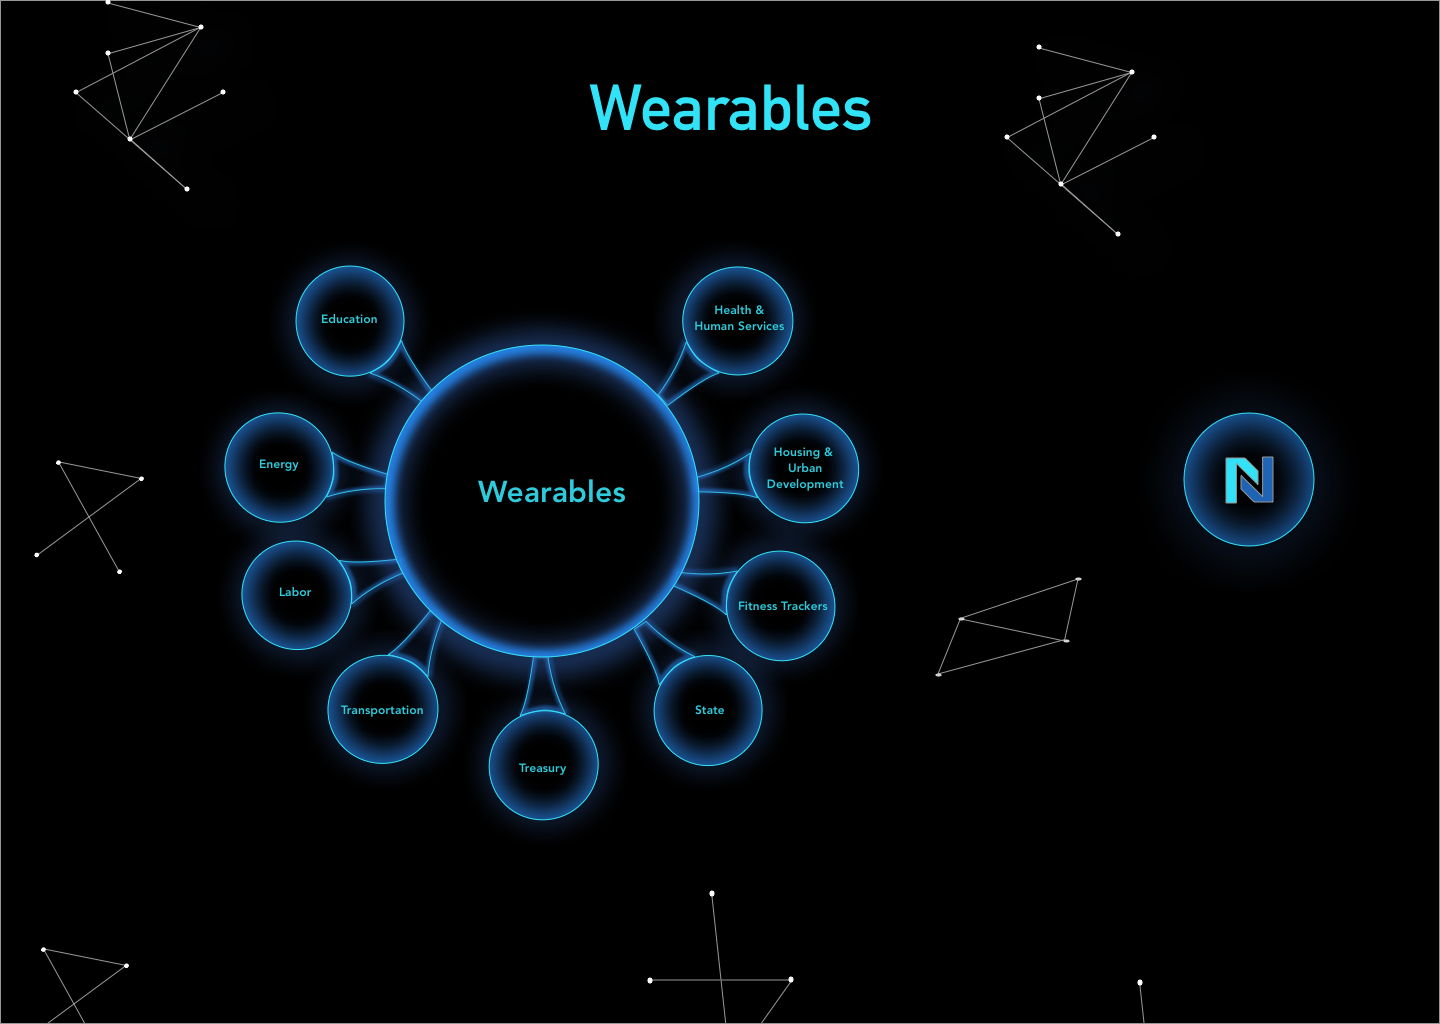 Wearables
Education
Health &
Human Services
Energy
Wearables
Housing &
Urban
Development
Labor
Fitness Trackers
Transportation
State
Treasury
N